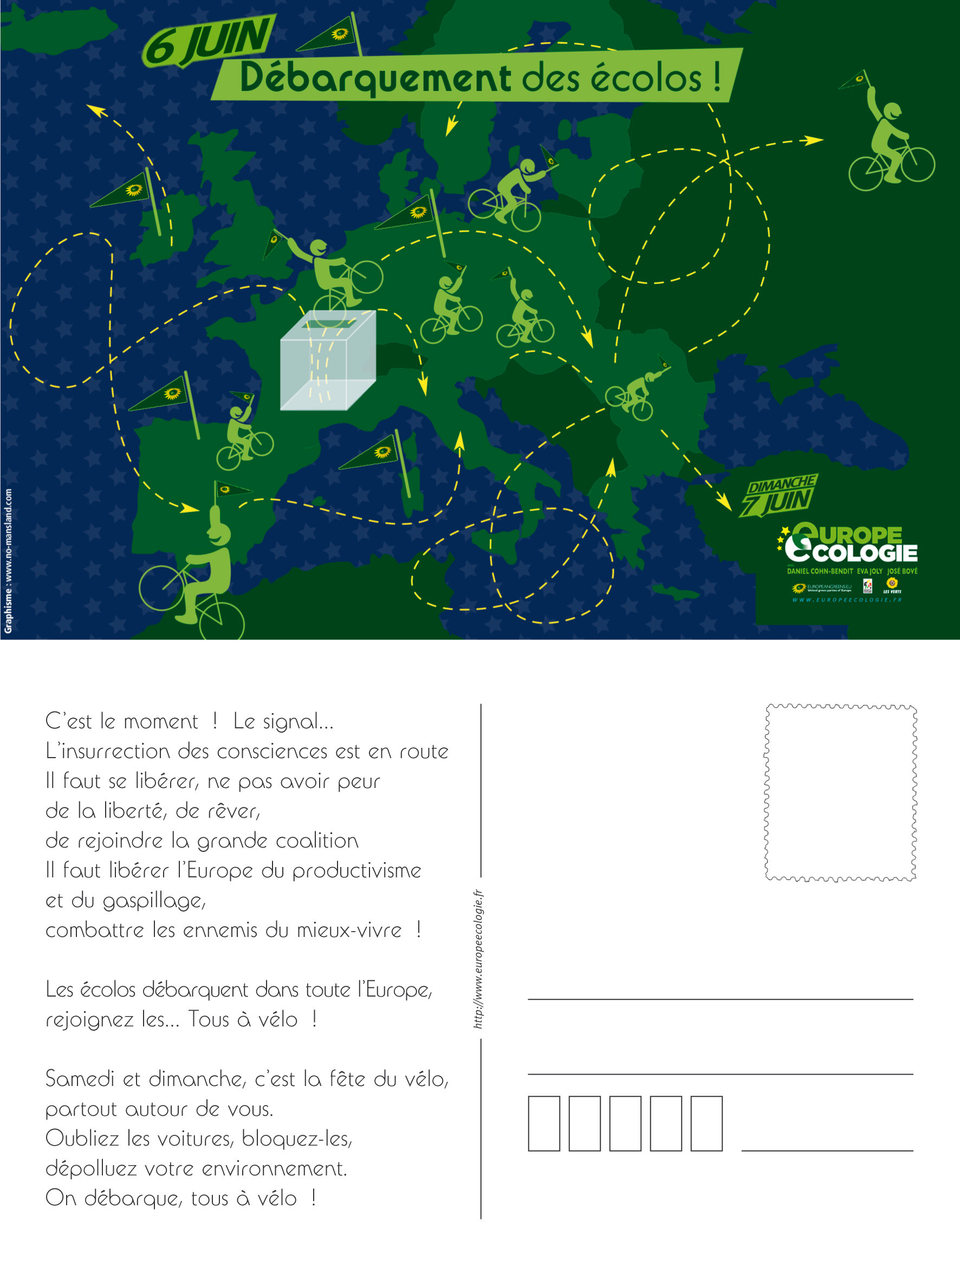 6 JUIN
Débarquement des écolos !
DIMANCHE
7 JUIN
EUROPE
ECOLOGIE
DANIEL COHN-BENDIT EVA JOLY JOSÉ BOVÉ
LES VERTS
WWW.EUROPEECOLOGIE.FR
Graphisme : www.no-mansland.com
C'est le moment ! Le signal...
L'insurrection des consciences est en route
Il faut se libérer, ne pas avoir peur
de la liberté, de rêver,
de rejoindre la grande coalition
Il faut libérer l'Europe du productivisme
et du gaspillage,
combattre les ennemis du mieux-vivre !
Les écolos débarquent dans toute l'Europe,
rejoignez les... Tous à vélo !
Samedi et dimanche, c'est la fête du vélo,
partout autour de vous.
Oubliez les voitures, bloquez-les,
dépolluez votre environnement.
On débarque, tous à vélo !
http://www.europeecologie.fr